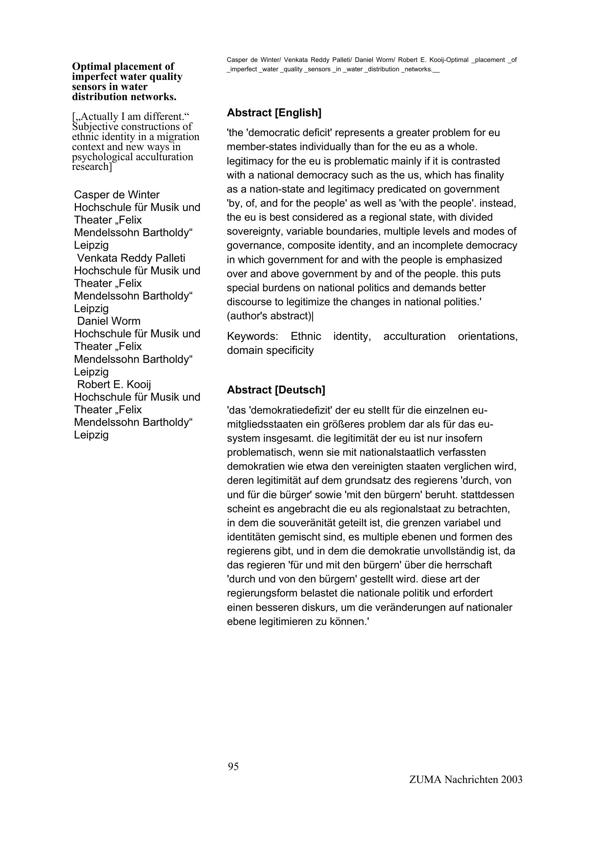 Casper de Winter/ Venkata Reddy Palleti/ Daniel Worm/ Robert E. Kooij-Optimal _placement _of
_imperfect _water _quality _sensors _in _water _distribution _networks.__
Optimal placement of
imperfect water quality
sensors in water
distribution networks.
[„Actually I am different.“
Subjective constructions of
ethnic identity in a migration
context and new ways in
psychological acculturation
research]
Casper de Winter
Hochschule für Musik und
Theater „Felix
Mendelssohn Bartholdy“
Leipzig
Venkata Reddy Palleti
Hochschule für Musik und
Theater „Felix
Mendelssohn Bartholdy“
Leipzig
Daniel Worm
Hochschule für Musik und
Theater „Felix
Mendelssohn Bartholdy“
Leipzig
Robert E. Kooij
Hochschule für Musik und
Theater „Felix
Mendelssohn Bartholdy“
Leipzig
Abstract [English]
'the 'democratic deficit' represents a greater problem for eu
member-states individually than for the eu as a whole.
legitimacy for the eu is problematic mainly if it is contrasted
with a national democracy such as the us, which has finality
as a nation-state and legitimacy predicated on government
'by, of, and for the people' as well as 'with the people'. instead,
the eu is best considered as a regional state, with divided
sovereignty, variable boundaries, multiple levels and modes of
governance, composite identity, and an incomplete democracy
in which government for and with the people is emphasized
over and above government by and of the people. this puts
special burdens on national politics and demands better
discourse to legitimize the changes in national polities.'
(author's abstract)|
Keywords: Ethnic identity, acculturation orientations,
domain specificity
Abstract [Deutsch]
'das 'demokratiedefizit' der eu stellt für die einzelnen eu-
mitgliedsstaaten ein größeres problem dar als für das eu-
system insgesamt. die legitimität der eu ist nur insofern
problematisch, wenn sie mit nationalstaatlich verfassten
demokratien wie etwa den vereinigten staaten verglichen wird,
deren legitimität auf dem grundsatz des regierens 'durch, von
und für die bürger' sowie 'mit den bürgern' beruht. stattdessen
scheint es angebracht die eu als regionalstaat zu betrachten,
in dem die souveränität geteilt ist, die grenzen variabel und
identitäten gemischt sind, es multiple ebenen und formen des
regierens gibt, und in dem die demokratie unvollständig ist, da
das regieren 'für und mit den bürgern' über die herrschaft
'durch und von den bürgern' gestellt wird. diese art der
regierungsform belastet die nationale politik und erfordert
einen besseren diskurs, um die veränderungen auf nationaler
ebene legitimieren zu können.'
95
ZUMA Nachrichten 2003